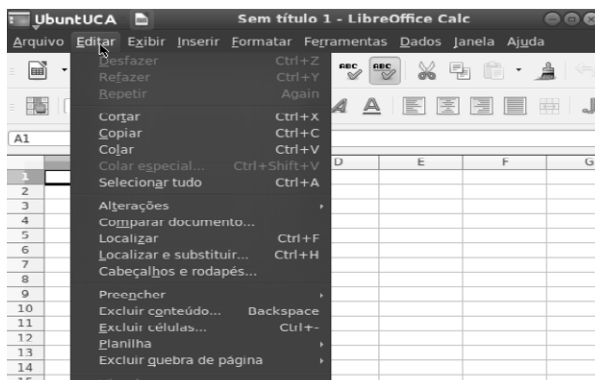 UbuntUCA Sem título 1 - LibreOffice Calc
Arquivo Editar Exibir Inserir Formatar Ferramentas Dados Janela Ajuda
Desfazer Ctrl+Z
Refazer Ctrl+Y
Repetir Again
ABC ABC
Cortar Ctrl+X
A A
Copiar Ctrl+C
A1
Colar Ctrl+V
Colar especial... Ctrl+Shift+V
D E F G
Selecionar tudo Ctrl+A
1
2
Alterações
3
Comparar documento...
4
Localizar Ctrl+F
5
Localizar e substituir... Ctrl+H
6
Cabeçalhos e rodapés...
7
8
Preencher
9
Excluir conteúdo... Backspace
10
Excluir células... Ctrl+-
11
Planilha
12
Excluir quebra de página
13
14